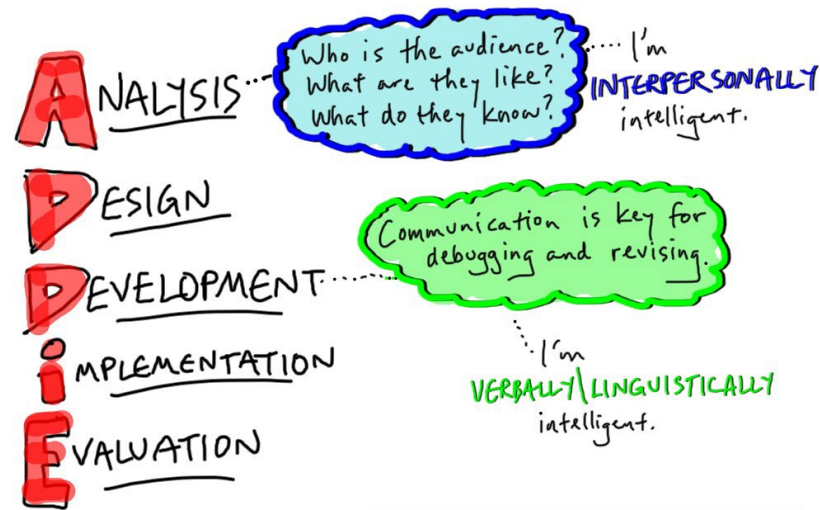 ANALYSIS
Who is the audience?
What are they like?
What do they know?
I'm
INTERPERSONALLY
intelligent.
DESIGN
Communication is key for
debugging and revising.
DEVELOPMENT
I'm
VERBALLY\LINGUISTICALLY
intelligent.
iMPLEMENTATION
EVALUATION